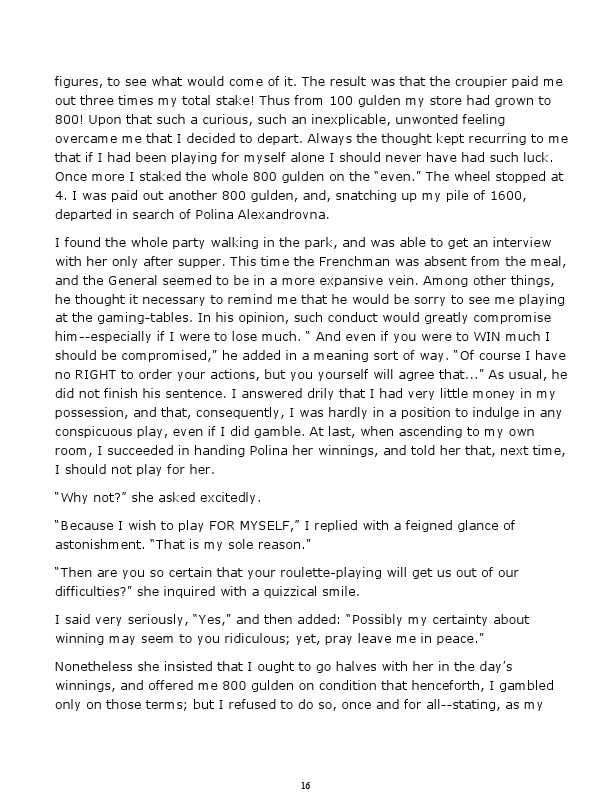 figures, to see what would come of it. The result was that the croupier paid me
out three times my total stake! Thus from 100 gulden my store had grown to
800! Upon that such a curious, such an inexplicable, unwonted feeling
overcame me that I decided to depart. Always the thought kept recurring to me
that if I had been playing for myself alone I should never have had such luck.
Once more I staked the whole 800 gulden on the “even.” The wheel stopped at
4. I was paid out another 800 gulden, and, snatching up my pile of 1600,
departed in search of Polina Alexandrovna.
I found the whole party walking in the park, and was able to get an interview
with her only after supper. This time the Frenchman was absent from the meal,
and the General seemed to be in a more expansive vein. Among other things,
he thought it necessary to remind me that he would be sorry to see me playing
at the gaming-tables. In his opinion, such conduct would greatly compromise
him--especially if I were to lose much. “ And even if you were to WIN much I
should be compromised,” he added in a meaning sort of way. “Of course I have
no RIGHT to order your actions, but you yourself will agree that...” As usual, he
did not finish his sentence. I answered drily that I had very little money in my
possession, and that, consequently, I was hardly in a position to indulge in any
conspicuous play, even if I did gamble. At last, when ascending to my own
room, I succeeded in handing Polina her winnings, and told her that, next time,
I should not play for her.
“Why not?” she asked excitedly.
“Because I wish to play FOR MYSELF,” I replied with a feigned glance of
astonishment. “That is my sole reason.”
“Then are you so certain that your roulette-playing will get us out of our
difficulties?” she inquired with a quizzical smile.
I said very seriously, “Yes,” and then added: “Possibly my certainty about
winning may seem to you ridiculous; yet, pray leave me in peace.”
Nonetheless she insisted that I ought to go halves with her in the day’s
winnings, and offered me 800 gulden on condition that henceforth, I gambled
only on those terms; but I refused to do so, once and for all--stating, as my
16